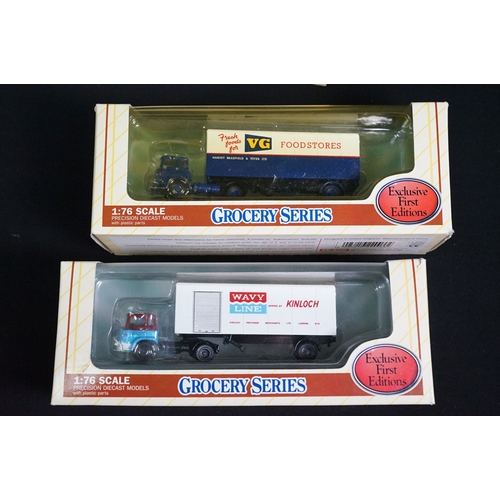 Fresh
foods
for
VG
FOODSTORES
1:76 SCALE
PRECISION DIECAST MODELS
with plastic parts
GROCERY SERIES
Exclusive
First
Editions
WAVY
LINE
KINLOCH
1:76 SCALE
PRECISION DIECAST MODELS
with plastic parts
GROCERY SERIES
Exclusive
First
Editions